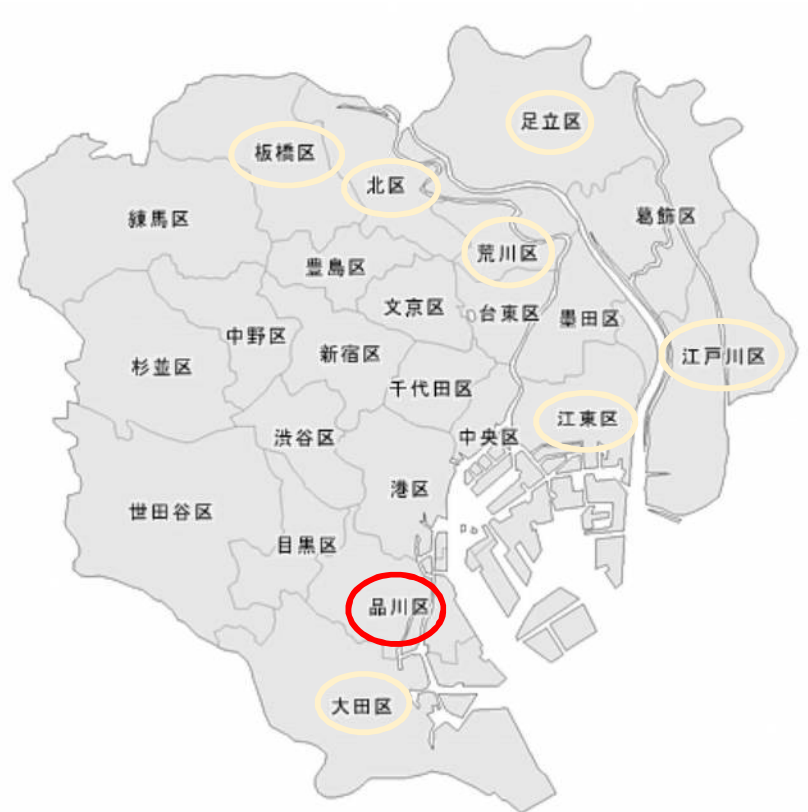 足立区
板橋区
北区
練馬区
葛飾区
荒川区
豊島区
文京区
台東区
墨田区
中野区
新宿区
江戸川区
杉並区
千代田区
江東区
渋谷区
中央区
港区
世田谷区
目黒区
品川区
大田区